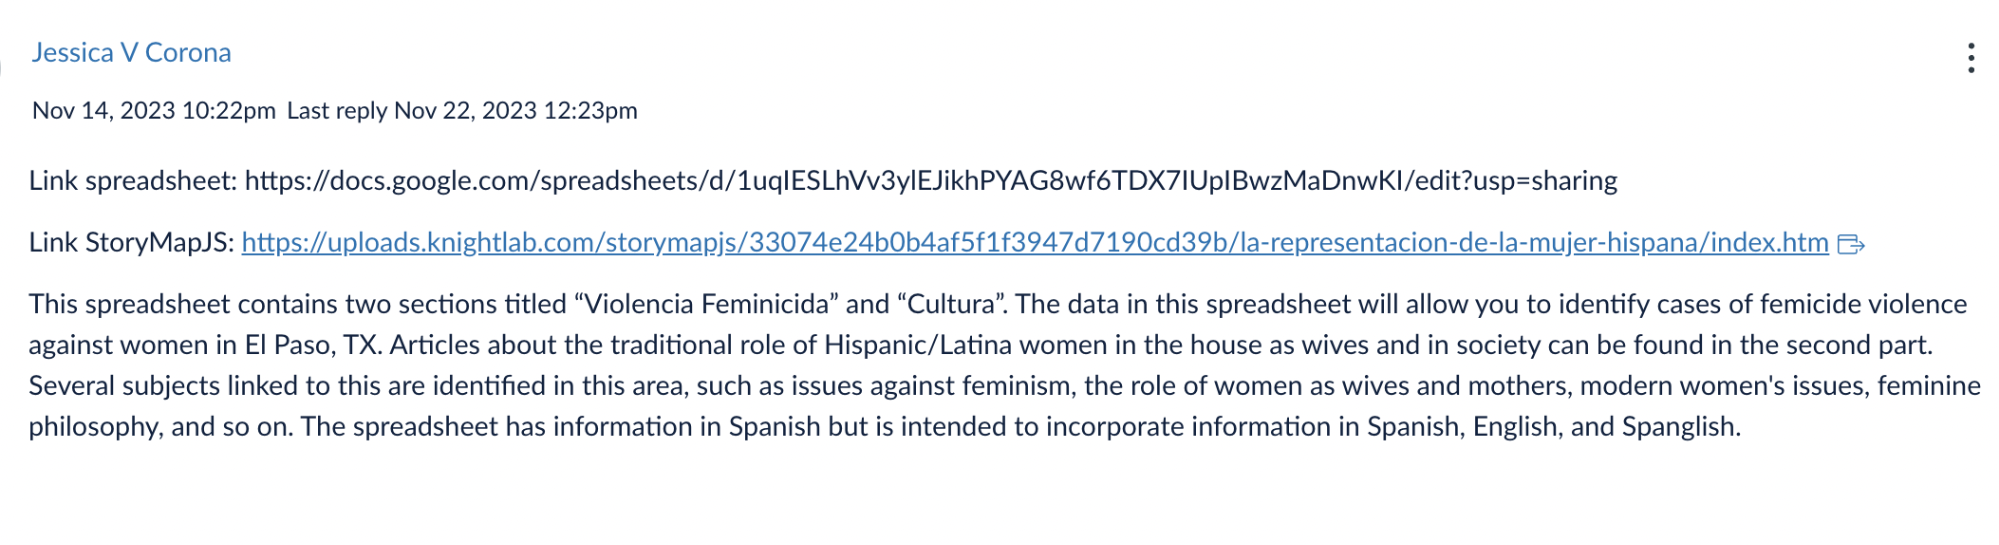 Jessica V Corona
Nov 14, 2023 10:22pm Last reply Nov 22, 2023 12:23pm
Link spreadsheet: https://docs.google.com/spreadsheets/d/1uqIESLhVv3ylEJikhPYAG8wf6TDX7IUpIBwzMaDnwKI/edit?usp=sharing
Link StoryMapJS: https://uploads.knightlab.com/storymapjs/33074e24b0b4af5f1f3947d7190cd39b/la-representacion-de-la-mujer-hispana/index.htm
This spreadsheet contains two sections titled “Violencia Feminicida” and “Cultura”. The data in this spreadsheet will allow you to identify cases of femicide violence
against women in El Paso, TX. Articles about the traditional role of Hispanic/Latina women in the house as wives and in society can be found in the second part.
Several subjects linked to this are identified in this area, such as issues against feminism, the role of women as wives and mothers, modern women's issues, feminine
philosophy, and so on. The spreadsheet has information in Spanish but is intended to incorporate information in Spanish, English, and Spanglish.